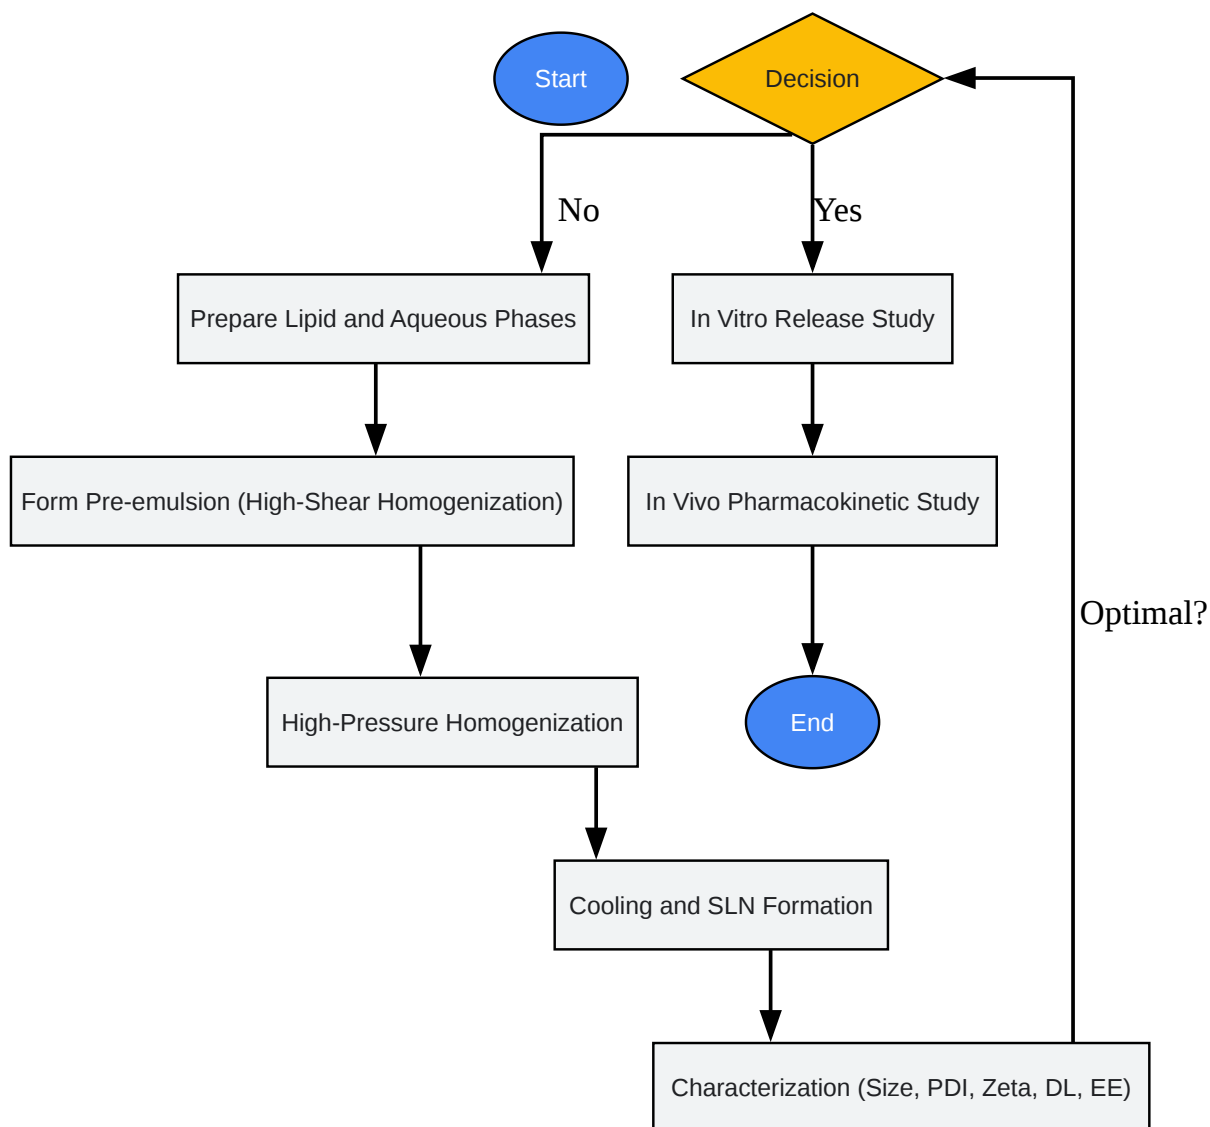 Start
Decision
No
Yes
Prepare Lipid and Aqueous Phases
In Vitro Release Study
Form Pre-emulsion (High-Shear Homogenization)
In Vivo Pharmacokinetic Study
Optimal?
High-Pressure Homogenization
End
Cooling and SLN Formation
Characterization (Size, PDI, Zeta, DL, EE)